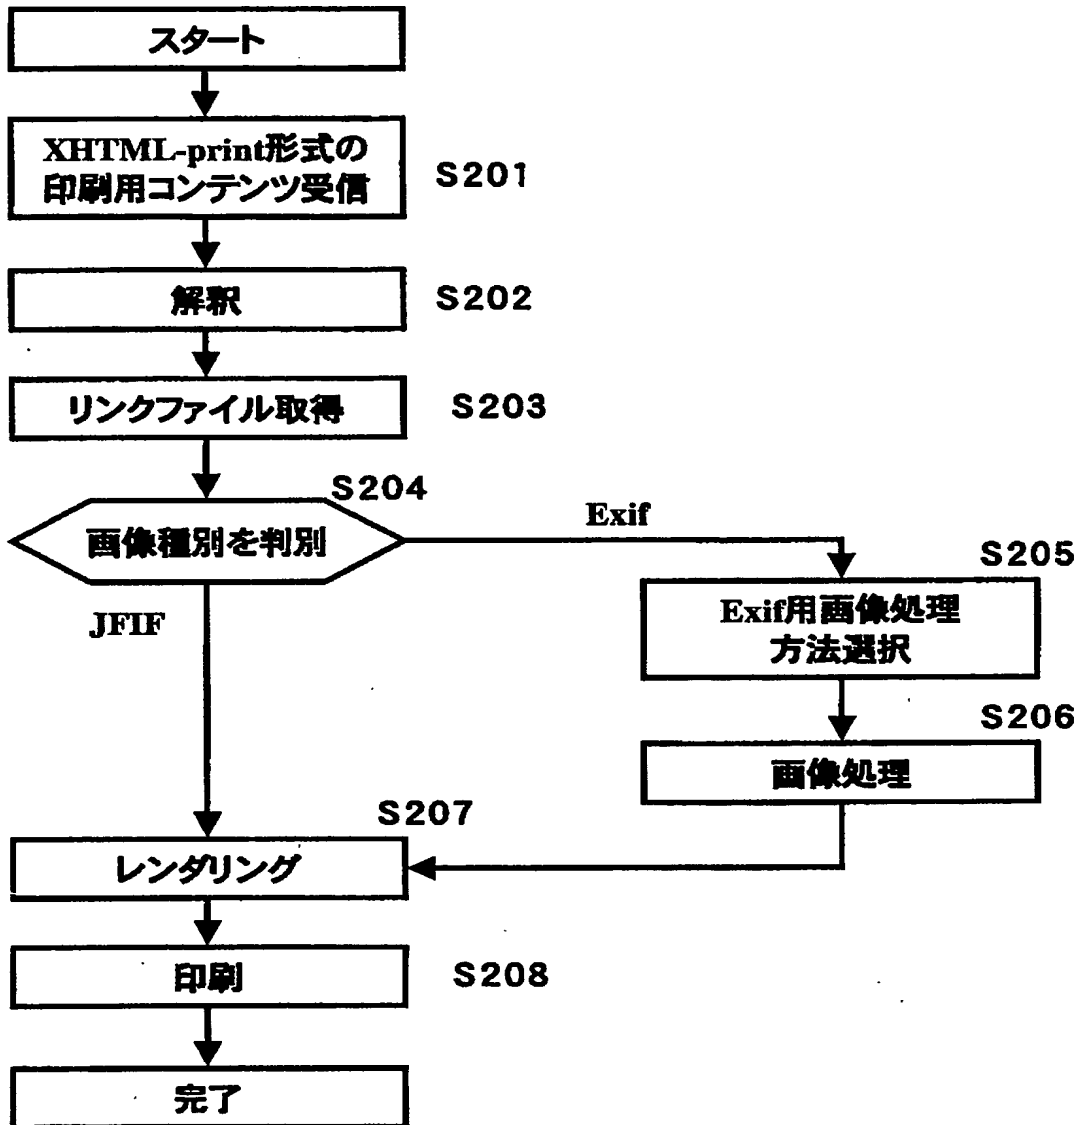 スタート
XHTML-print形式の
印刷用コンテンツ受信
S201
解釈
S202
リンクファイル取得
S203
S204
画像種別を判別
Exif
JFIF
S205
Exif用画像処理
方法選択
S206
画像処理
S207
レンダリング
印刷
S208
完了